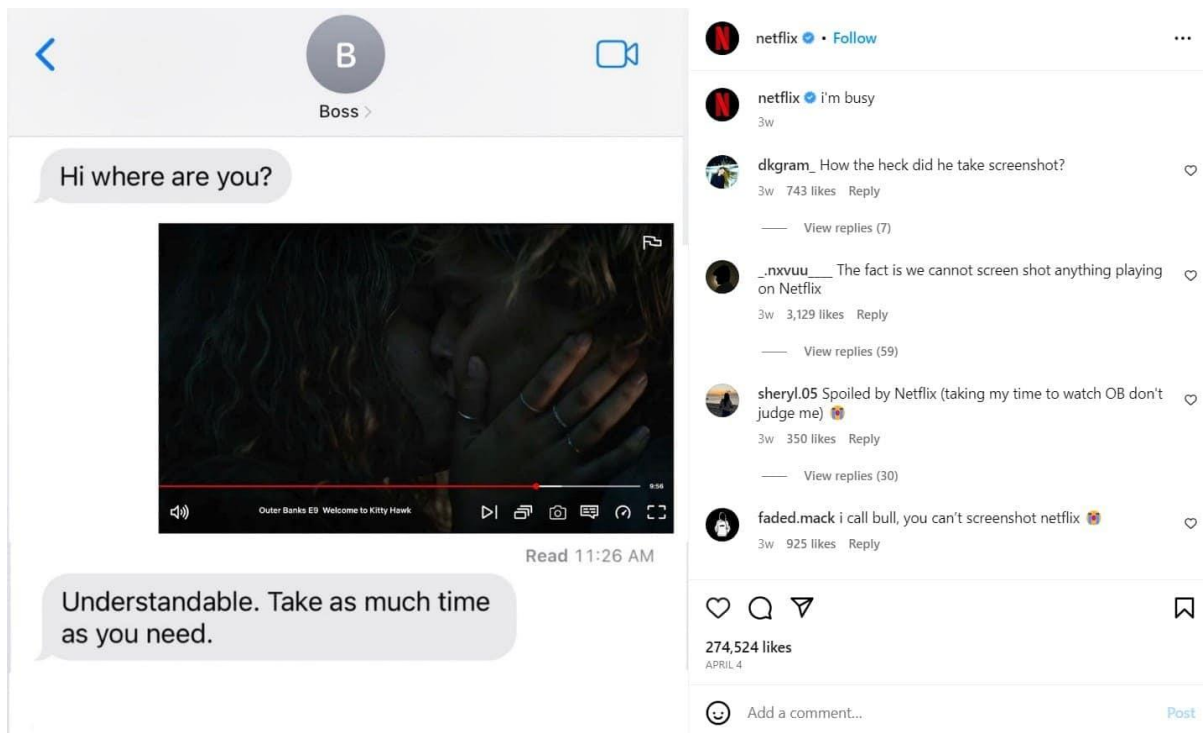 B
Boss
Hi where are you?
9:56
Outer Banks E9 Welcome to Kitty Hawk
Read 11:26 AM
Understandable. Take as much time
as you need.
N
netflix • Follow
N
netflix i'm busy
3w
dkgram_ How the heck did he take screenshot?
3w 743 likes Reply
View replies (7)
_.nxvuu____ The fact is we cannot screen shot anything playing
on Netflix
3w 3,129 likes Reply
View replies (59)
sheryl.05 Spoiled by Netflix (taking my time to watch OB don't
judge me) 😭
3w 350 likes Reply
View replies (30)
faded.mack i call bull, you can't screenshot netflix 😭
3w 925 likes Reply
274,524 likes
APRIL 4
Add a comment...
Post